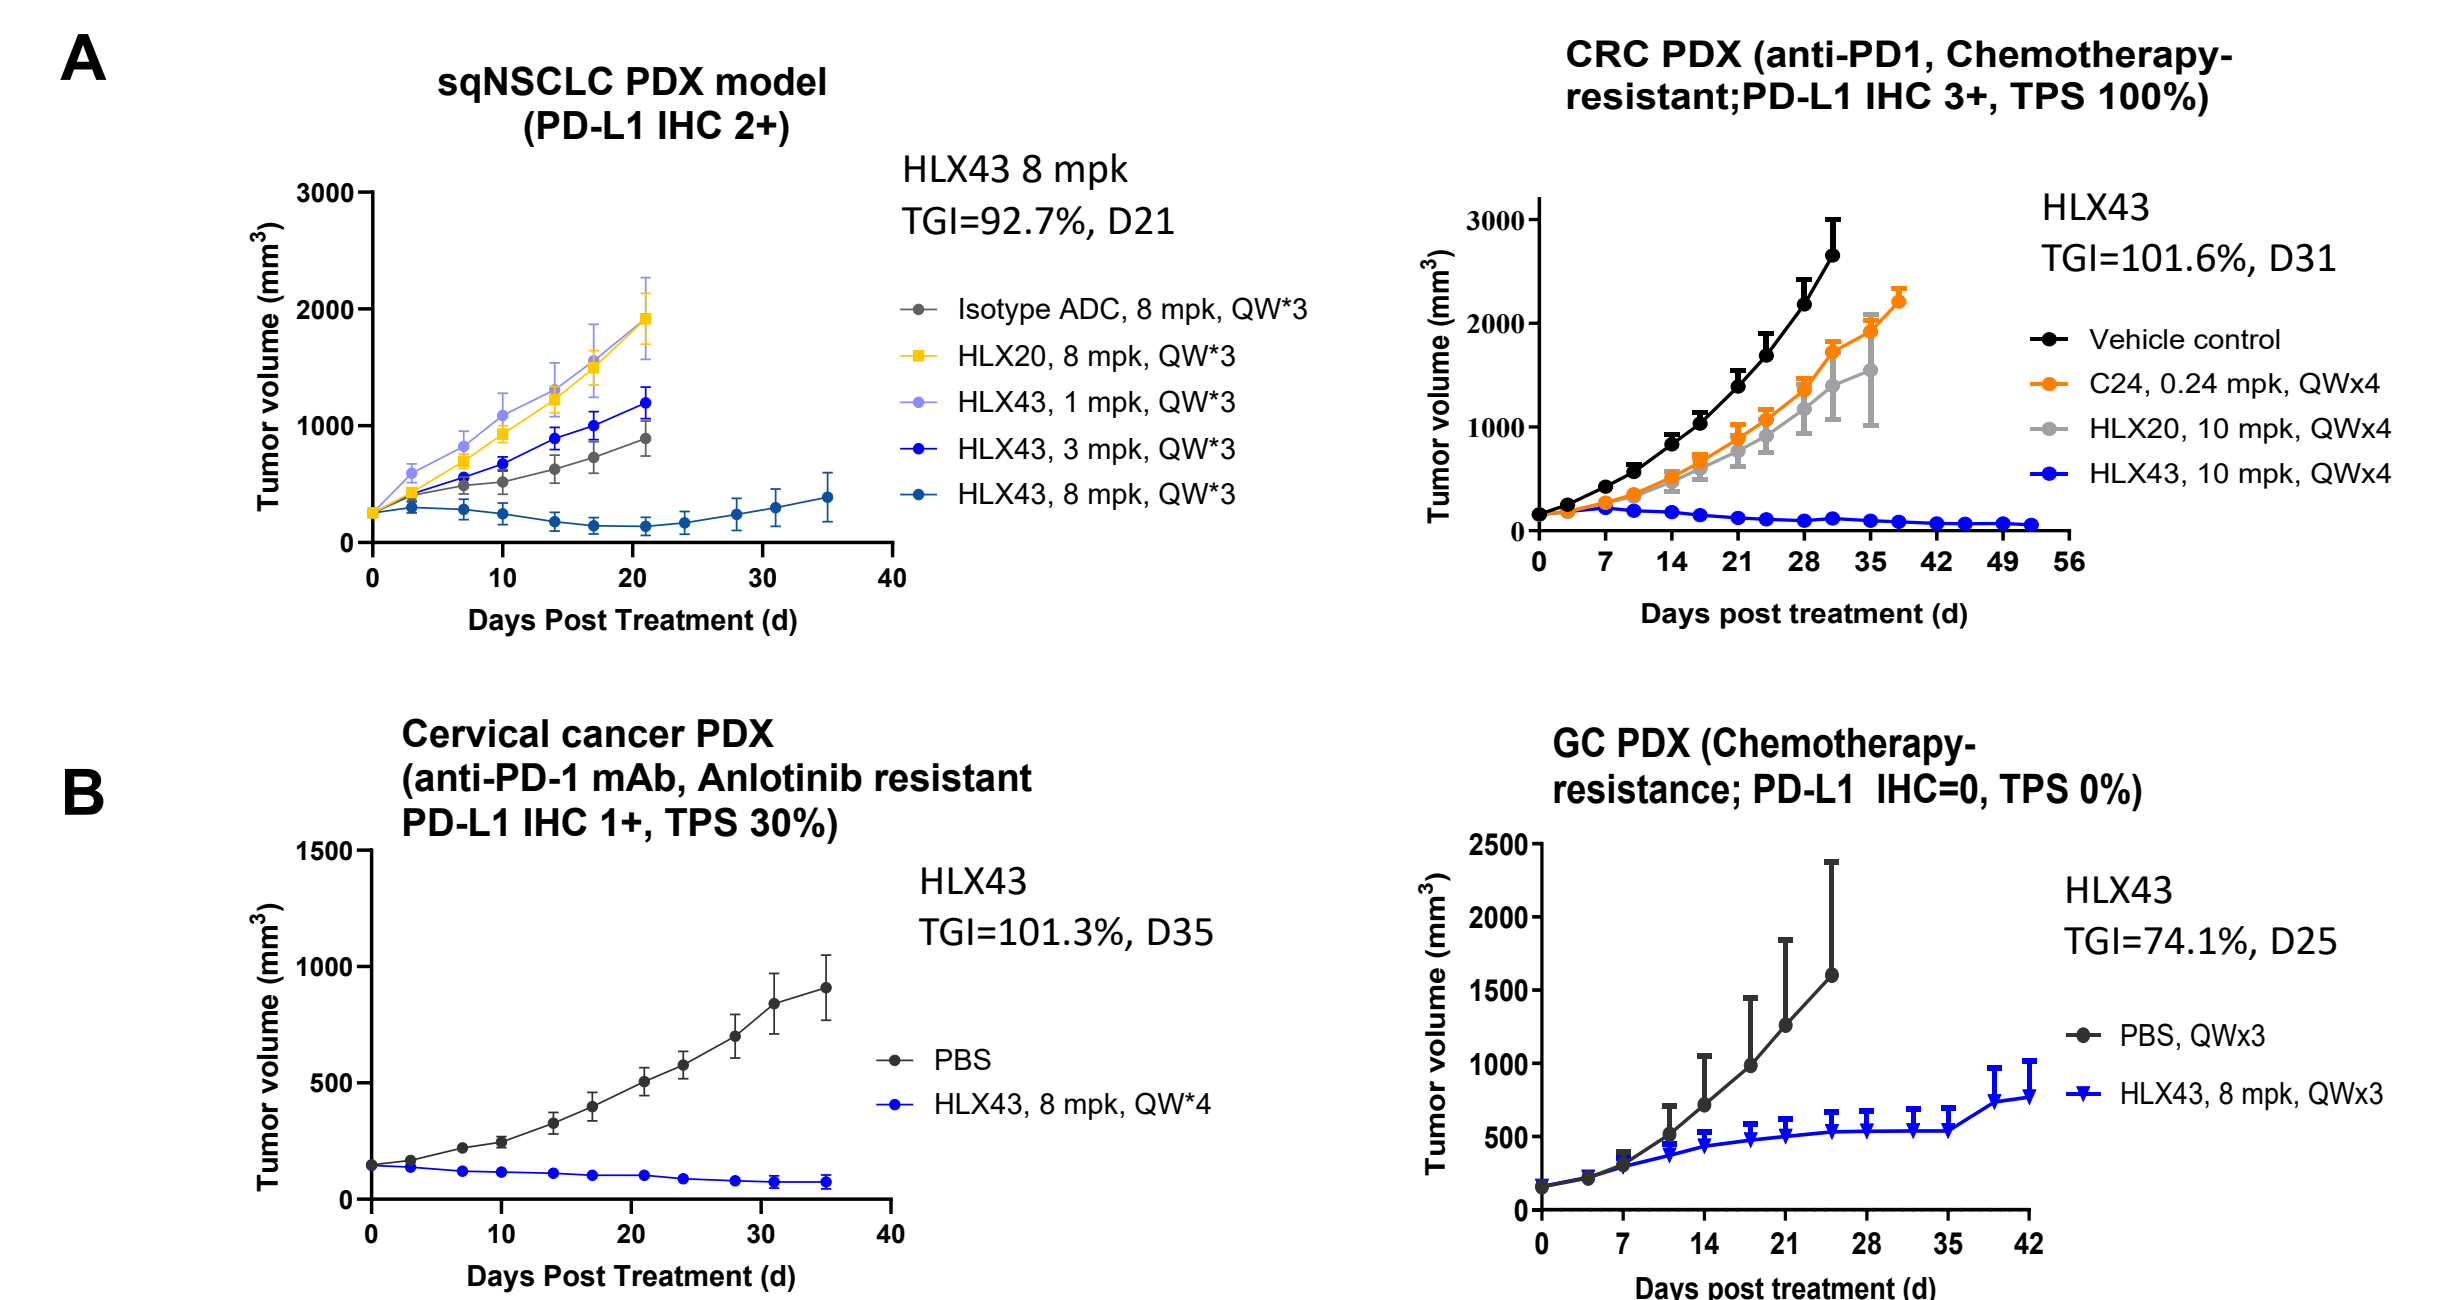 A
sqNSCLC PDX model
(PD-L1 IHC 2+)
HLX43 8 mpk
TGI=92.7%, D21
Tumor volume (mm³)
3000
2000
1000
0
0 10 20 30 40
Days Post Treatment (d)
Isotype ADC, 8 mpk, QW*3
HLX20, 8 mpk, QW*3
HLX43, 1 mpk, QW*3
HLX43, 3 mpk, QW*3
HLX43, 8 mpk, QW*3
CRC PDX (anti-PD1, Chemotherapy-
resistant;PD-L1 IHC 3+, TPS 100%)
HLX43
TGI=101.6%, D31
Tumor volume (mm³)
3000
2000
1000
0
0 7 14 21 28 35 42 49 56
Days post treatment (d)
Vehicle control
C24, 0.24 mpk, QWx4
HLX20, 10 mpk, QWx4
HLX43, 10 mpk, QWx4
B
Cervical cancer PDX
(anti-PD-1 mAb, Anlotinib resistant
PD-L1 IHC 1+, TPS 30%)
HLX43
TGI=101.3%, D35
Tumor volume (mm³)
1500
1000
500
0
0 10 20 30 40
Days Post Treatment (d)
PBS
HLX43, 8 mpk, QW*4
GC PDX (Chemotherapy-
resistance; PD-L1  IHC=0, TPS 0%)
HLX43
TGI=74.1%, D25
Tumor volume (mm³)
2500
2000
1500
1000
500
0
0 7 14 21 28 35 42
Days post treatment (d)
PBS, QWx3
HLX43, 8 mpk, QWx3